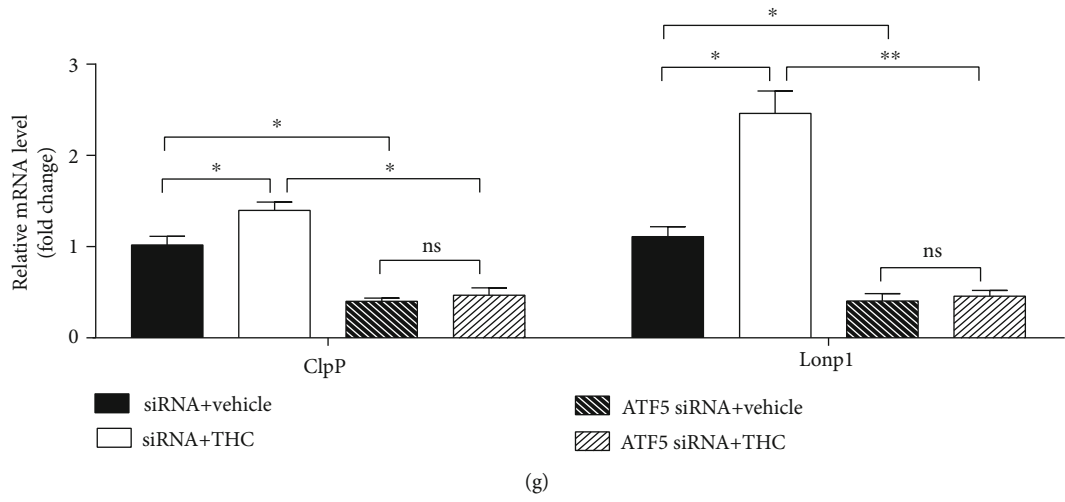 *
*
**
3
2
1
0
Relative mRNA level
(fold change)
*
*
*
ns
ns
ClpP
Lonp1
siRNA+vehicle
siRNA+THC
ATF5 siRNA+vehicle
ATF5 siRNA+THC
(g)